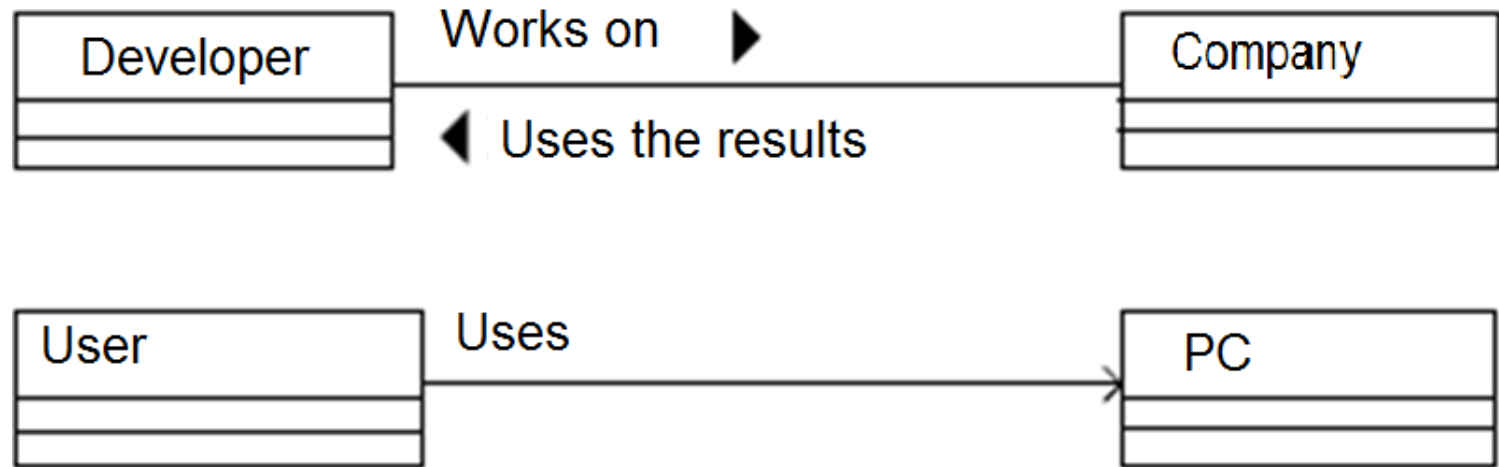 Developer
Works on
Company
Uses the results
User
Uses
PC